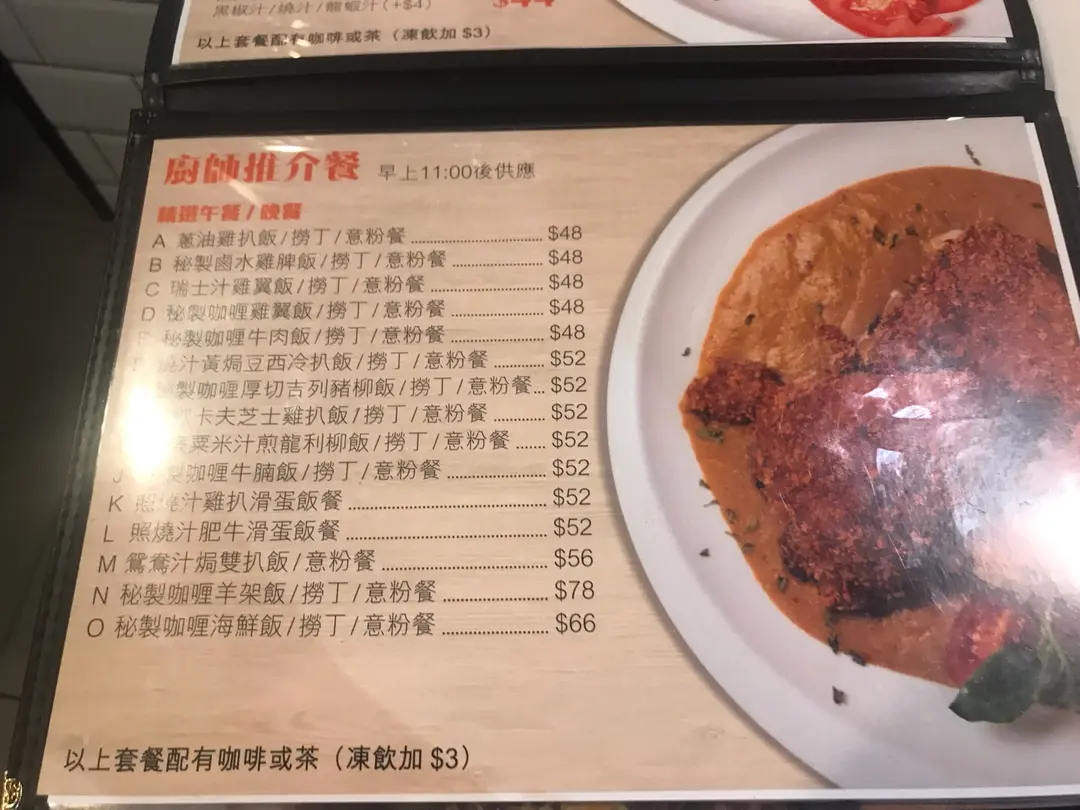 黑椒汁/燒汁/龍蝦汁(+$4)
$44
以上套餐配有咖啡或茶（凍飲加 $3）
廚師推介餐 早上11:00後供應
精選午餐/晚餐
A 蔥油雞扒飯/撈丁/意粉餐 $48
B 秘製鹵水雞脾飯/撈丁/意粉餐 $48
C 瑞士汁雞翼飯/撈丁/意粉餐 $48
D 秘製咖喱雞翼飯/撈丁/意粉餐 $48
E 秘製咖喱牛肉飯/撈丁/意粉餐 $48
燒汁黃焗豆西冷扒飯/撈丁/意粉餐 $52
製咖喱厚切吉列豬柳飯/撈丁/意粉餐 $52
卡夫芝士雞扒飯/撈丁/意粉餐 $52
粟米汁煎龍利柳飯/撈丁/意粉餐 $52
J 製咖喱牛腩飯/撈丁/意粉餐 $52
K 照燒汁雞扒滑蛋飯餐 $52
L 照燒汁肥牛滑蛋飯餐 $52
M 鴛鴦汁焗雙扒飯/意粉餐 $56
N 秘製咖喱羊架飯/撈丁/意粉餐 $78
O 秘製咖喱海鮮飯/撈丁/意粉餐 $66
以上套餐配有咖啡或茶（凍飲加 $3）